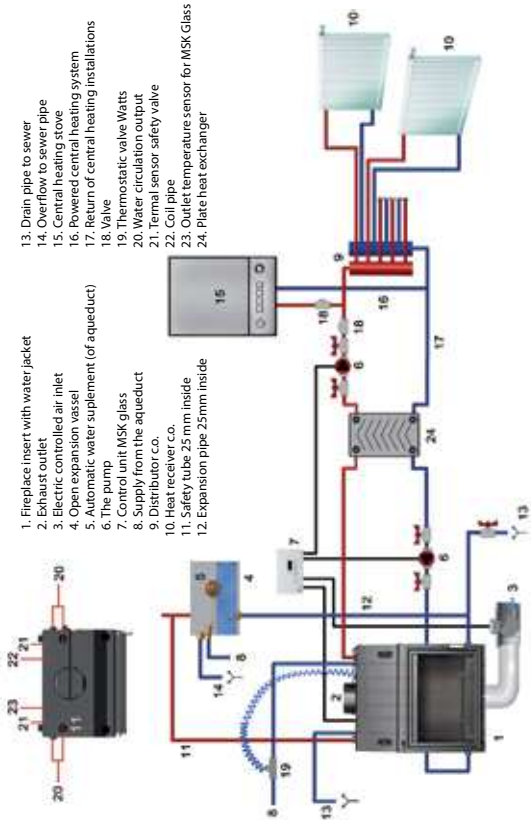 1. Fireplace insert with water jacket
2. Exhaust outlet
3. Electric controlled air inlet
4. Open expansion vassel
5. Automatic water suplement (of aqueduct)
6. The pump
7. Control unit MSK glass
8. Supply from the aqueduct
9. Distributor c.o.
10. Heat receiver c.o.
11. Safety tube 25 mm inside
12. Expansion pipe 25mm inside
13. Drain pipe to sewer
14. Overflow to sewer pipe
15. Central heating stove
16. Powered central heating system
17. Return of central heating installations
18. Valve
19. Thermostatic valve Watts
20. Water circulation output
21. Termal sensor safety valve
22. Coil pipe
23. Outlet temperature sensor for MSK Glass
24. Plate heat exchanger
20
21
23
22
21
20
11
10
10
15
9
18
18
16
17
6
24
7
5
4
8
14
12
6
13
3
2
11
19
8
13
1